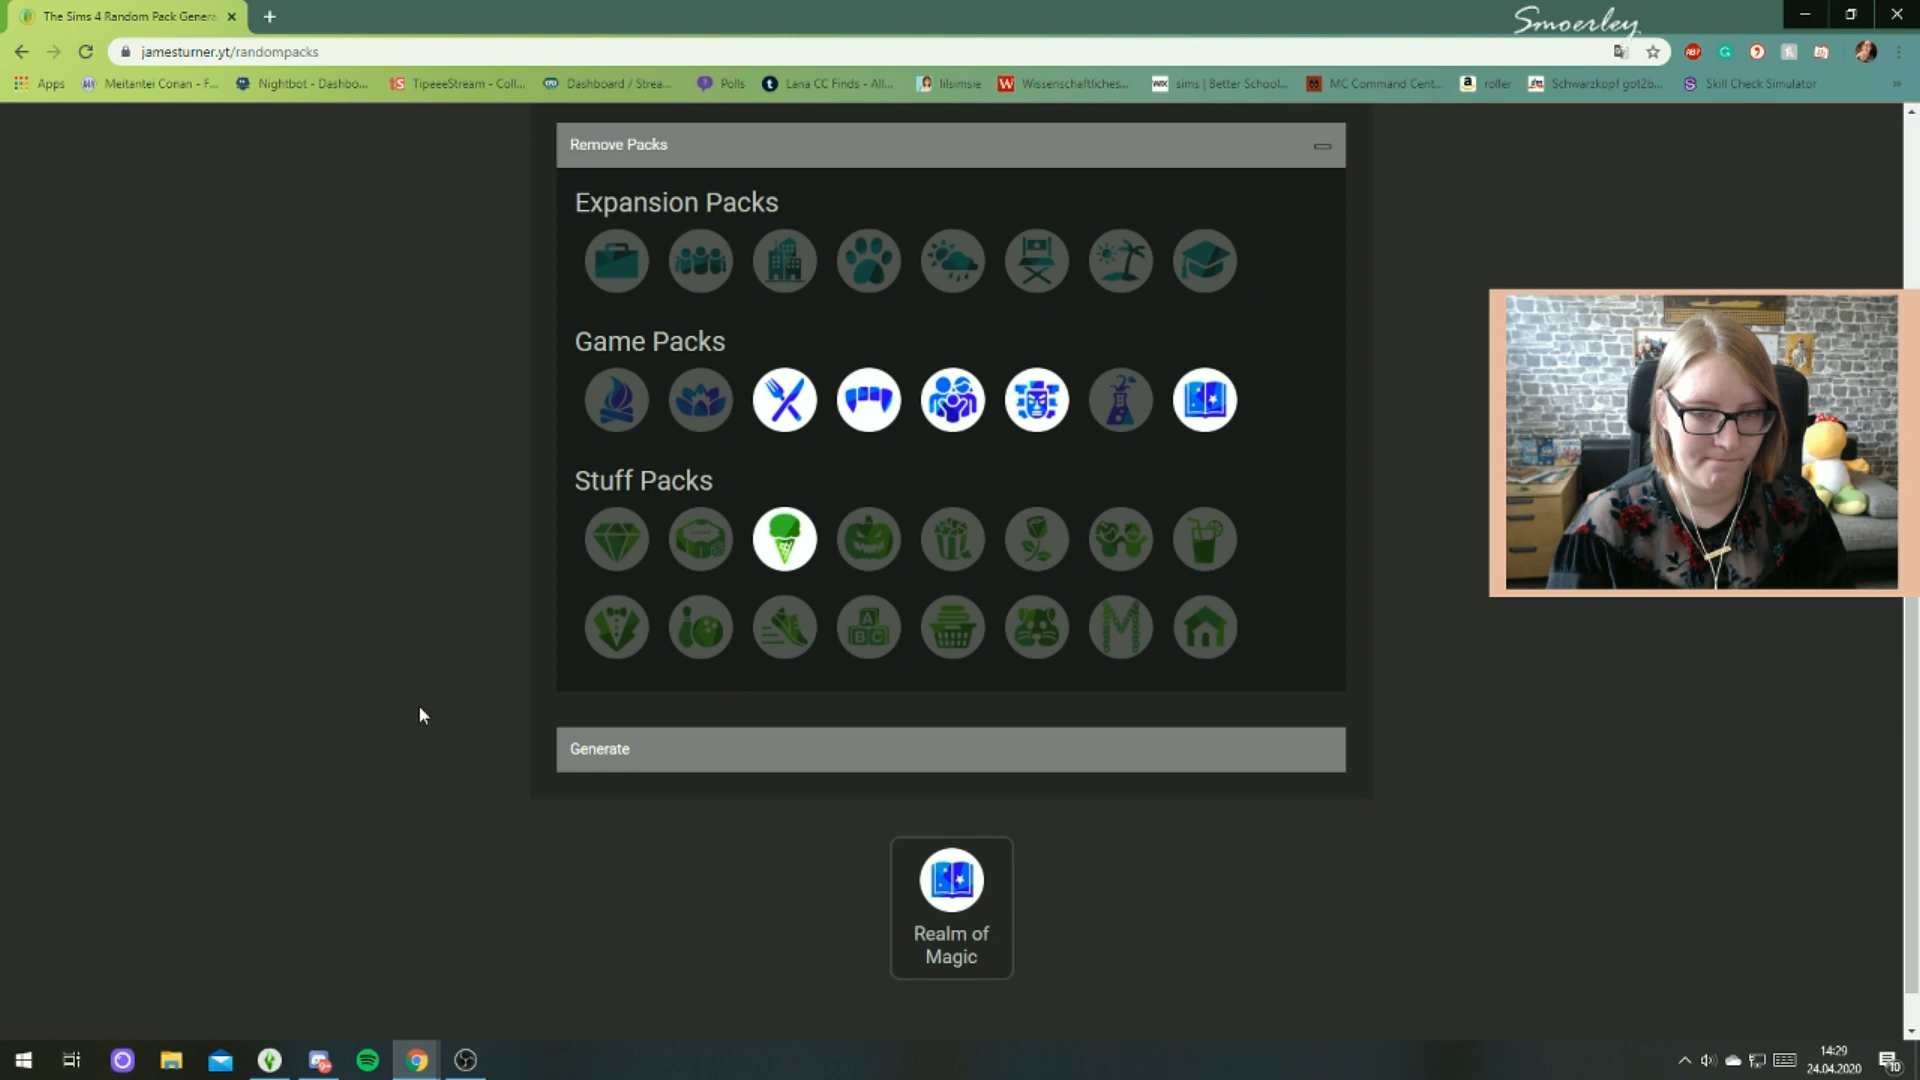 The Sims 4 Random Pack Genera
Smoerley
jamesturner.yt/randompacks
Apps Meitantei Conan - F... Nightbot - Dashbo... TipeeeStream - Coll... Dashboard / Strea... Polls Lana CC Finds - All... lilsimsie Wissenschaftliches... sims | Better School... MC Command Cent... roller Schwarzkopf got2b... Skill Check Simulator
Remove Packs
Expansion Packs
Game Packs
Stuff Packs
A
B C
Generate
Realm of
Magic
14:29
24.04.2020
10